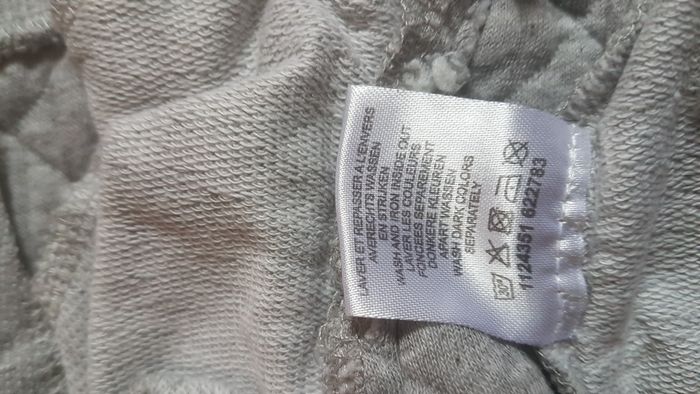 LAVER ET REPASSER A L'ENVERS
AVERECHTS WASSEN
EN STRIJKEN
WASH AND IRON INSIDE OUT
LAVER LES COULEURS
FONCEES SEPAREMENT
DONKERE KLEUREN
APART WASSEN
WASH DARK COLORS
SEPARATELY
30°
1124351 622783